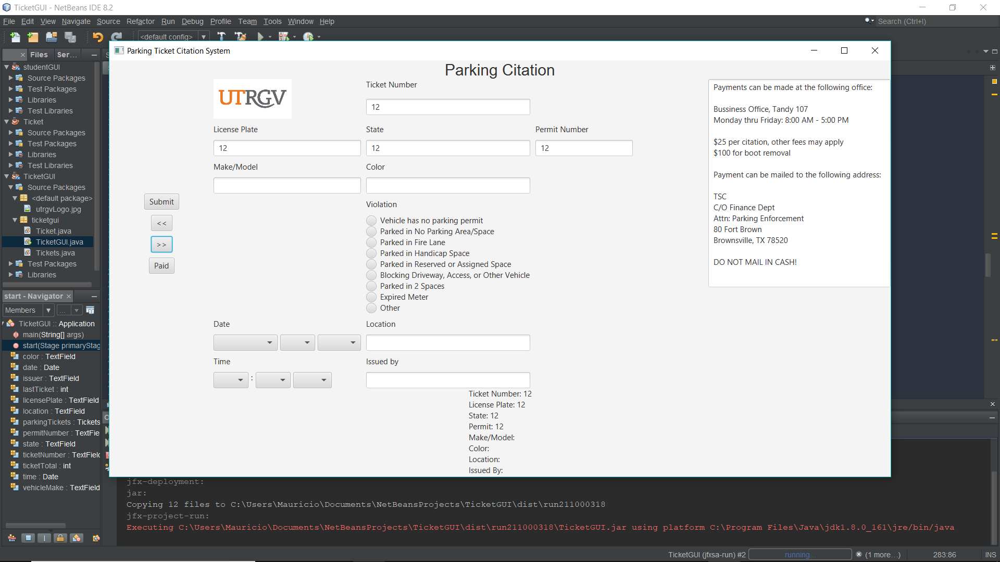 TicketGUI - NetBeans IDE 8.2
File Edit View Navigate Source Refactor Run Debug Profile Team Tools Window Help
Search (Ctrl+I)
<default config>
Files Ser...
studentGUI
Source Packages
Test Packages
Libraries
Test Libraries
Ticket
Source Packages
Test Packages
Libraries
Test Libraries
TicketGUI
Source Packages
<default package>
utrgvLogo.jpg
ticketgui
Ticket.java
TicketGUI.java
Tickets.java
Test Packages
Libraries
start - Navigator
Members
...
TicketGUI :: Application
main(String[] args)
start(Stage primaryStag
color : TextField
date : Date
issuer : TextField
lastTicket : int
licensePlate : TextField
location : TextField
parkingTickets : Tickets
permitNumber : TextFie
state : TextField
ticketNumber : TextField
ticketTotal : int
time : Date
vehicleMake : TextField
Parking Ticket Citation System
Parking Citation
UTRGV
Ticket Number
12
License Plate State Permit Number
12 12 12
Make/Model Color
Submit
<<
>>
Paid
Violation
Vehicle has no parking permit
Parked in No Parking Area/Space
Parked in Fire Lane
Parked in Handicap Space
Parked in Reserved or Assigned Space
Blocking Driveway, Access, or Other Vehicle
Parked in 2 Spaces
Expired Meter
Other
Date Location
Time Issued by
:
Ticket Number: 12
License Plate: 12
State: 12
Permit: 12
Make/Model:
Color:
Location:
Issued By:
Payments can be made at the following office:
Bussiness Office, Tandy 107
Monday thru Friday: 8:00 AM - 5:00 PM
$25 per citation, other fees may apply
$100 for boot removal
Payment can be mailed to the following address:
TSC
C/O Finance Dept
Attn: Parking Enforcement
80 Fort Brown
Brownsville, TX 78520
DO NOT MAIL IN CASH!
jfx-deployment:
jar:
Copying 12 files to C:\Users\Mauricio\Documents\NetBeansProjects\TicketGUI\dist\run211000318
jfx-project-run:
Executing C:\Users\Mauricio\Documents\NetBeansProjects\TicketGUI\dist\run211000318\TicketGUI.jar using platform C:\Program Files\Java\jdk1.8.0_161\jre/bin/java
TicketGUI (jfxsa-run) #2 running... (1 more...) 283:86 INS